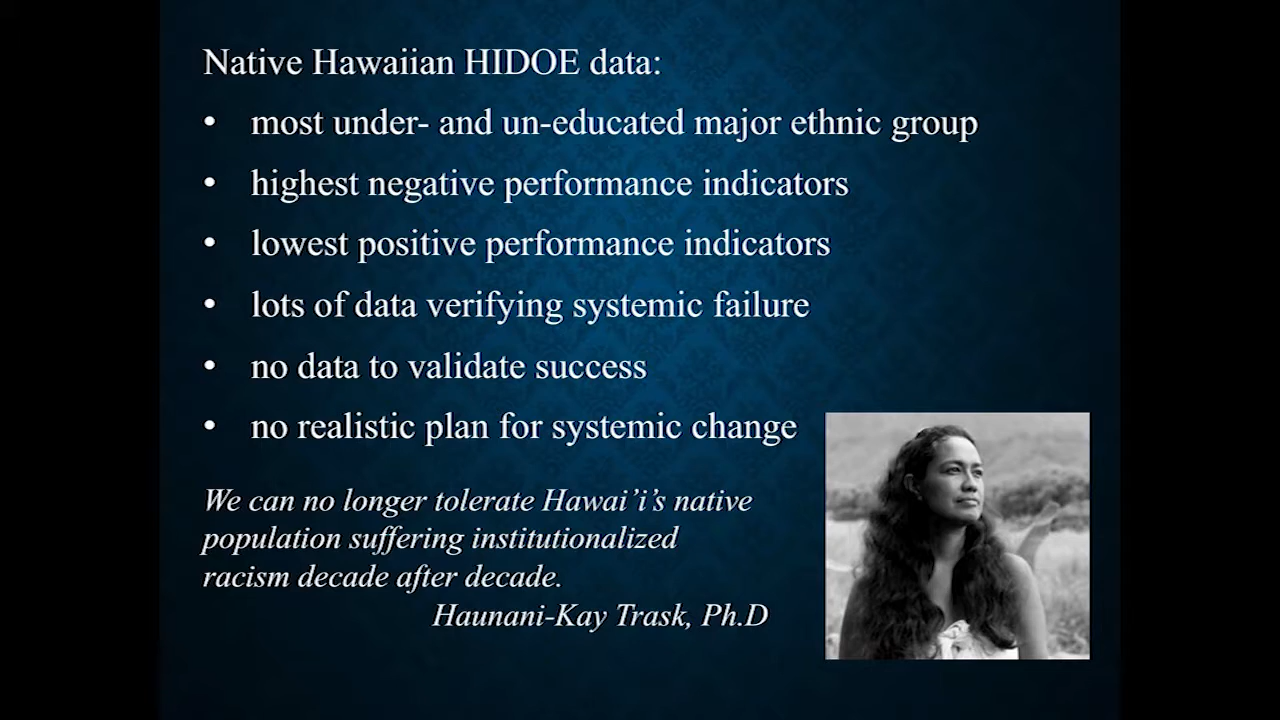 Native Hawaiian HIDOE data:
• most under- and un-educated major ethnic group
• highest negative performance indicators
• lowest positive performance indicators
• lots of data verifying systemic failure
• no data to validate success
• no realistic plan for systemic change
We can no longer tolerate Hawai’i’s native
population suffering institutionalized
racism decade after decade.
Haunani-Kay Trask, Ph.D